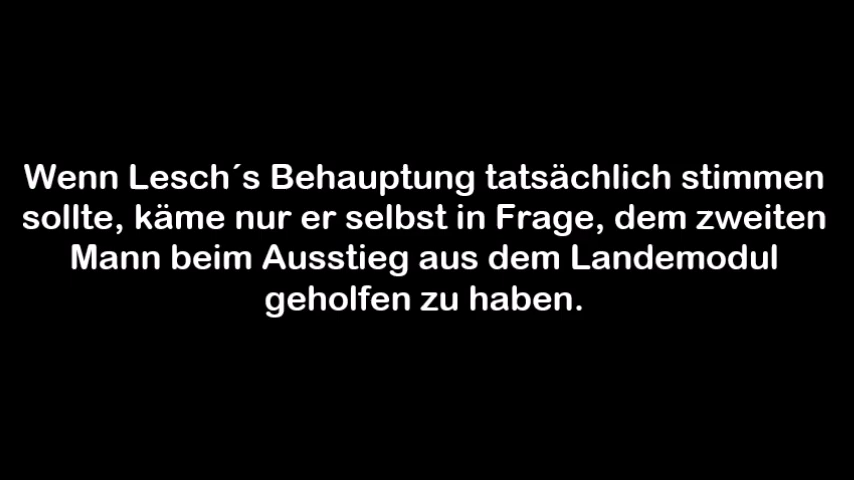 Wenn Lesch´s Behauptung tatsächlich stimmen
sollte, käme nur er selbst in Frage, dem zweiten
Mann beim Ausstieg aus dem Landemodul
geholfen zu haben.